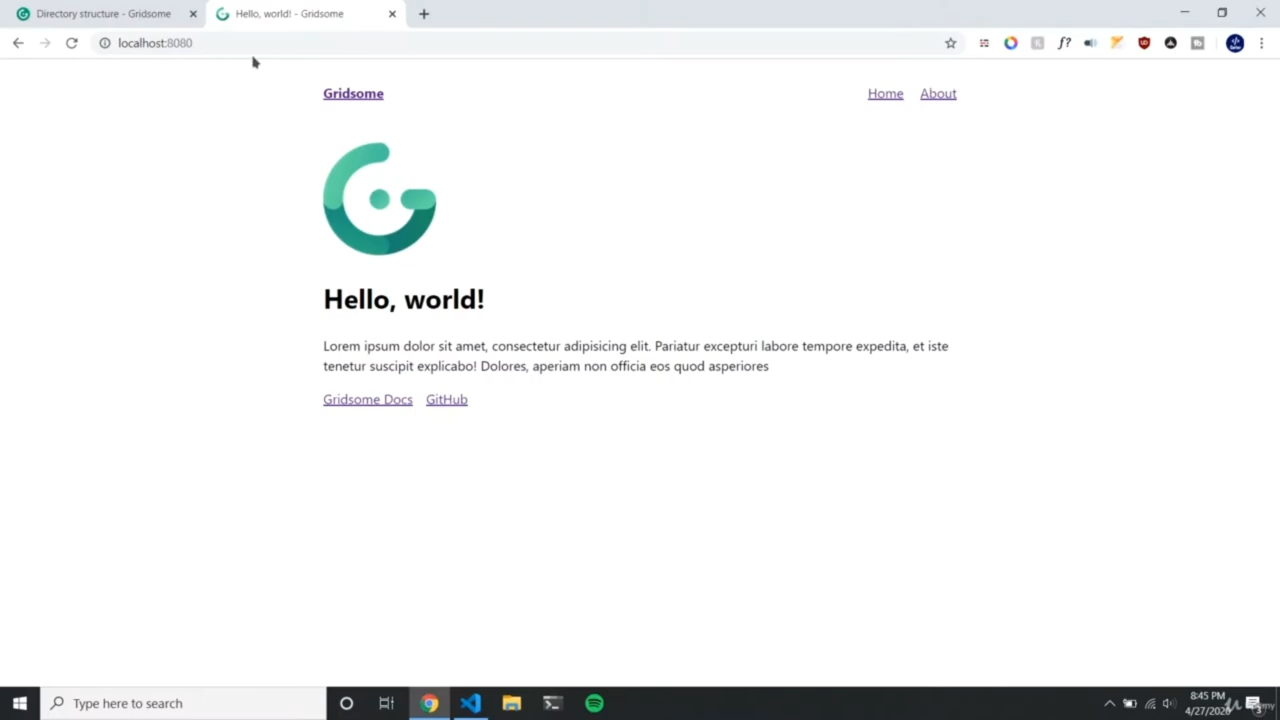 Directory structure - Gridsome
Hello, world! - Gridsome
localhost:8080
f?
Gridsome
Home
About
Hello, world!
Lorem ipsum dolor sit amet, consectetur adipisicing elit. Pariatur excepturi labore tempore expedita, et iste
tenetur suscipit explicabo! Dolores, aperiam non officia eos quod asperiores
Gridsome Docs
GitHub
Type here to search
8:45 PM
4/27/2020